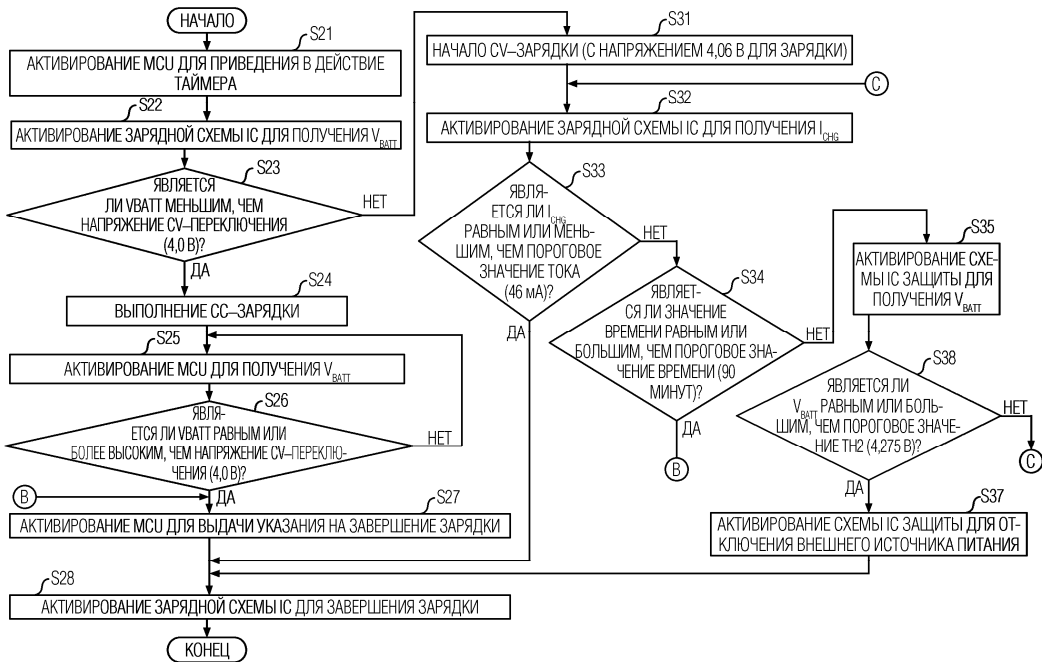 НАЧАЛО
S21
АКТИВИРОВАНИЕ MCU ДЛЯ ПРИВЕДЕНИЯ В ДЕЙСТВИЕ
ТАЙМЕРА
S22
АКТИВИРОВАНИЕ ЗАРЯДНОЙ СХЕМЫ IC ДЛЯ ПОЛУЧЕНИЯ V_BATT
S23
ЯВЛЯЕТСЯ
ЛИ VBATT МЕНЬШИМ, ЧЕМ
НАПРЯЖЕНИЕ CV–ПЕРЕКЛЮЧЕНИЯ
(4,0 В)?
НЕТ
ДА
S24
ВЫПОЛНЕНИЕ CC–ЗАРЯДКИ
S25
АКТИВИРОВАНИЕ MCU ДЛЯ ПОЛУЧЕНИЯ V_BATT
S26
ЯВЛЯ-
ЕТСЯ ЛИ VBATT РАВНЫМ ИЛИ
БОЛЕЕ ВЫСОКИМ, ЧЕМ НАПРЯЖЕНИЕ CV–ПЕРЕКЛЮ-
ЧЕНИЯ (4,0 В)?
НЕТ
B
ДА
S27
АКТИВИРОВАНИЕ MCU ДЛЯ ВЫДАЧИ УКАЗАНИЯ НА ЗАВЕРШЕНИЕ ЗАРЯДКИ
S28
АКТИВИРОВАНИЕ ЗАРЯДНОЙ СХЕМЫ IC ДЛЯ ЗАВЕРШЕНИЯ ЗАРЯДКИ
КОНЕЦ
S31
НАЧАЛО CV–ЗАРЯДКИ (С НАПРЯЖЕНИЕМ 4,06 В ДЛЯ ЗАРЯДКИ)
C
S32
АКТИВИРОВАНИЕ ЗАРЯДНОЙ СХЕМЫ IC ДЛЯ ПОЛУЧЕНИЯ I_CHG
S33
ЯВЛЯ-
ЕТСЯ ЛИ I_CHG
РАВНЫМ ИЛИ МЕНЬ-
ШИМ, ЧЕМ ПОРОГОВОЕ
ЗНАЧЕНИЕ ТОКА
(46 мА)?
НЕТ
ДА
S34
ЯВЛЯЕТ-
СЯ ЛИ ЗНАЧЕНИЕ
ВРЕМЕНИ РАВНЫМ ИЛИ
БОЛЬШИМ, ЧЕМ ПОРОГОВОЕ ЗНА-
ЧЕНИЕ ВРЕМЕНИ (90
МИНУТ)?
НЕТ
ДА
B
S35
АКТИВИРОВАНИЕ СХЕ-
МЫ IC ЗАЩИТЫ ДЛЯ
ПОЛУЧЕНИЯ V_BATT
S38
ЯВЛЯЕТСЯ ЛИ
V_BATT РАВНЫМ ИЛИ БОЛЬ-
ШИМ, ЧЕМ ПОРОГОВОЕ ЗНАЧЕ-
НИЕ TH2 (4,275 В)?
НЕТ
C
ДА
S37
АКТИВИРОВАНИЕ СХЕМЫ IC ЗАЩИТЫ ДЛЯ ОТ-
КЛЮЧЕНИЯ ВНЕШНЕГО ИСТОЧНИКА ПИТАНИЯ